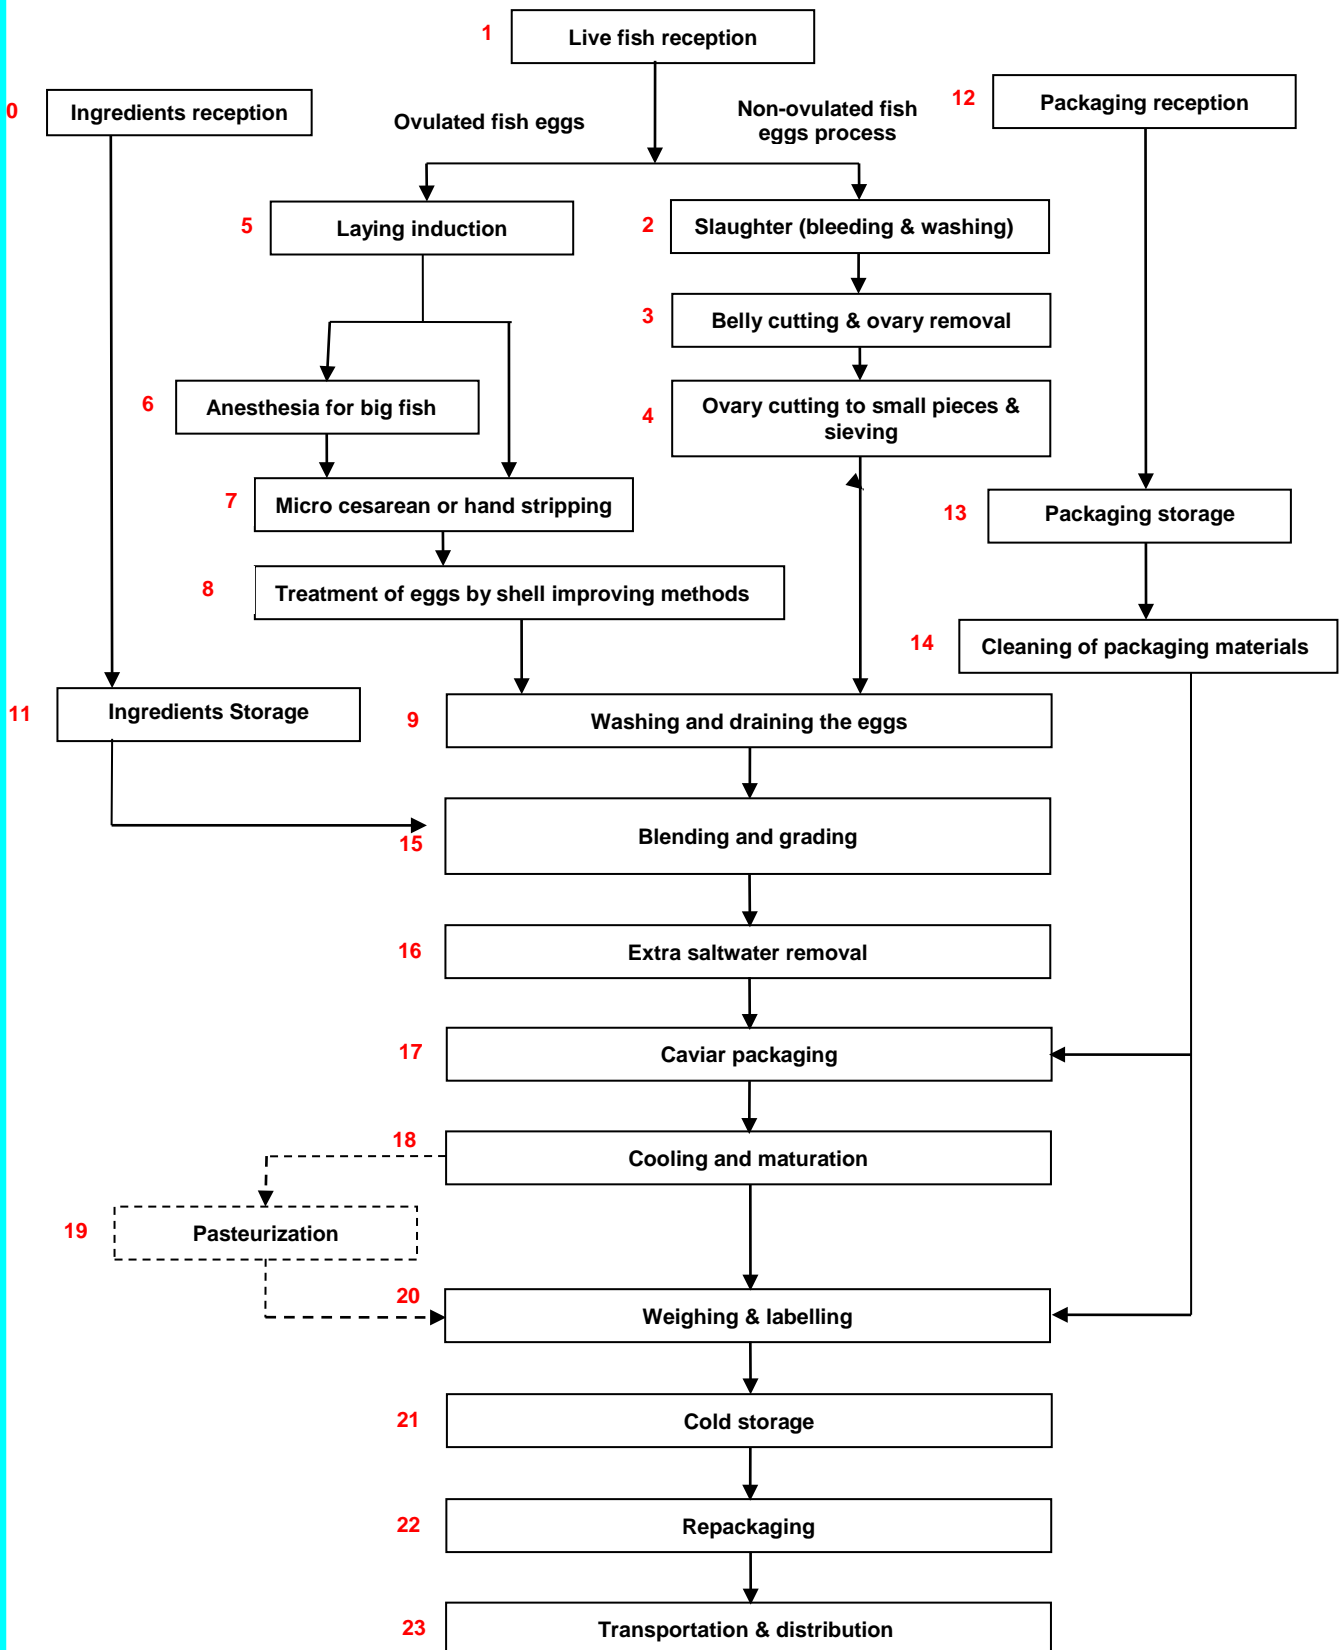 1 Live fish reception
0 Ingredients reception
12 Packaging reception
Ovulated fish eggs
Non-ovulated fish
eggs process
5 Laying induction
2 Slaughter (bleeding & washing)
3 Belly cutting & ovary removal
6 Anesthesia for big fish
4 Ovary cutting to small pieces &
sieving
7 Micro cesarean or hand stripping
13 Packaging storage
8 Treatment of eggs by shell improving methods
14 Cleaning of packaging materials
11 Ingredients Storage
9 Washing and draining the eggs
15 Blending and grading
16 Extra saltwater removal
17 Caviar packaging
18 Cooling and maturation
19 Pasteurization
20 Weighing & labelling
21 Cold storage
22 Repackaging
23 Transportation & distribution